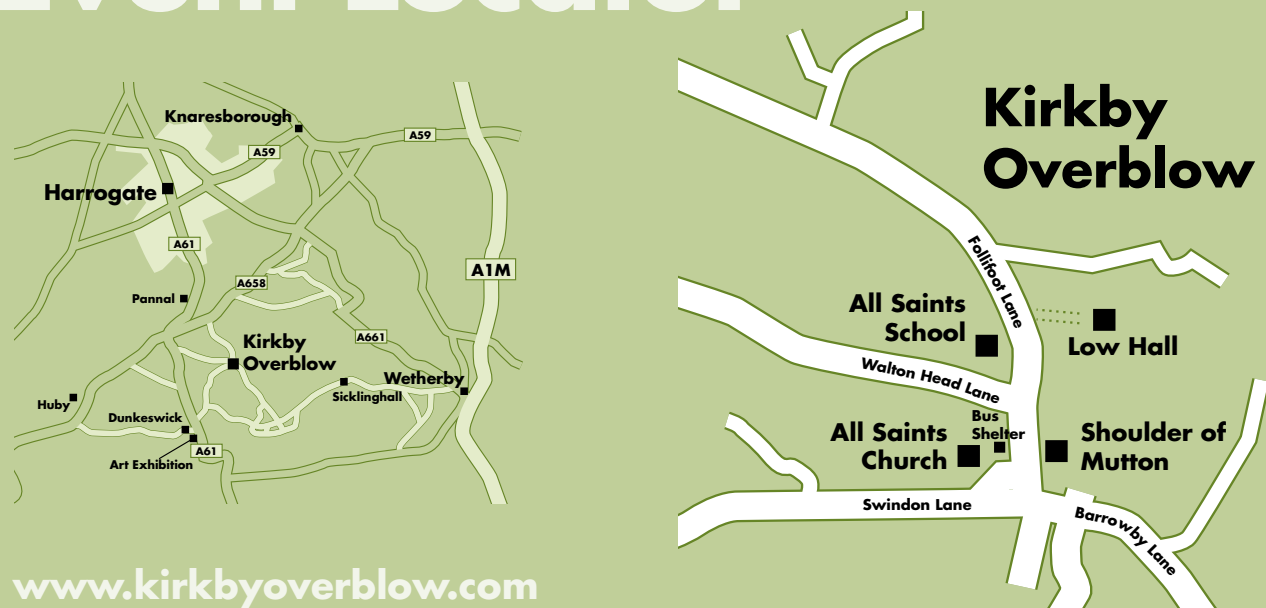 Event Locator
Knaresborough
A59
A59
Harrogate
A61
A1M
A658
Pannal
Kirkby
Overblow
A661
Wetherby
Sicklinghall
Huby
Dunkeswick
A61
Art Exhibition
www.kirkbyoverblow.com
Kirkby
Overblow
Follifoot Lane
All Saints
School
Low Hall
Walton Head Lane
Bus
Shelter
All Saints
Church
Shoulder of
Mutton
Swindon Lane
Barrowby Lane